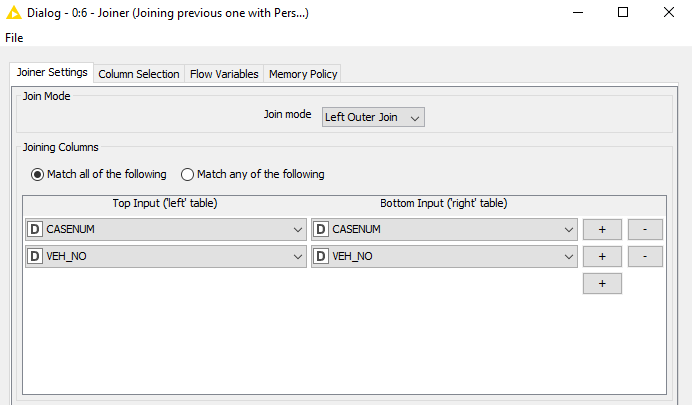 Dialog - 0:6 - Joiner (Joining previous one with Pers...)
File
Joiner Settings Column Selection Flow Variables Memory Policy
Join Mode
Join mode Left Outer Join
Joining Columns
Match all of the following Match any of the following
Top Input ('left' table) Bottom Input ('right' table)
D CASENUM D CASENUM + -
D VEH_NO D VEH_NO + -
+